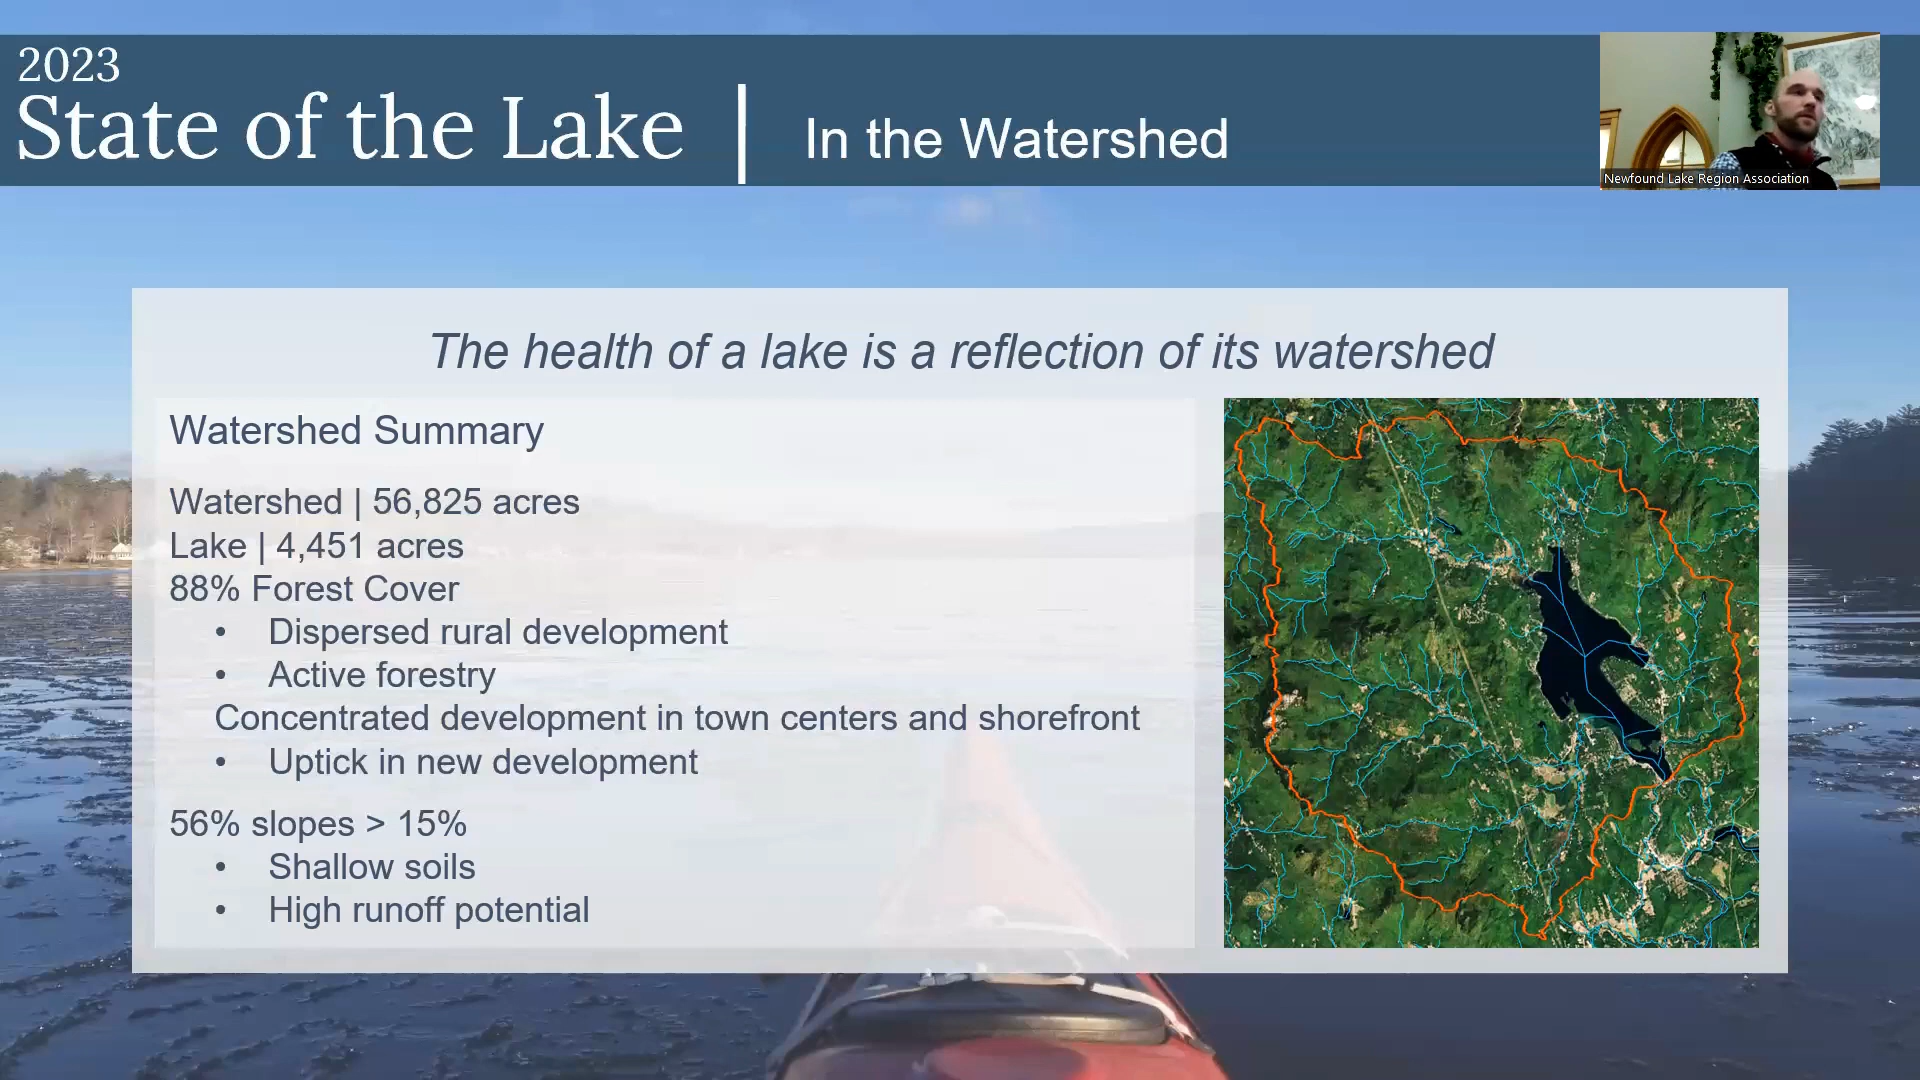 2023
State of the Lake | In the Watershed
Newfound Lake Region Association
The health of a lake is a reflection of its watershed
Watershed Summary
Watershed | 56,825 acres
Lake | 4,451 acres
88% Forest Cover
• Dispersed rural development
• Active forestry
Concentrated development in town centers and shorefront
• Uptick in new development
56% slopes > 15%
• Shallow soils
• High runoff potential